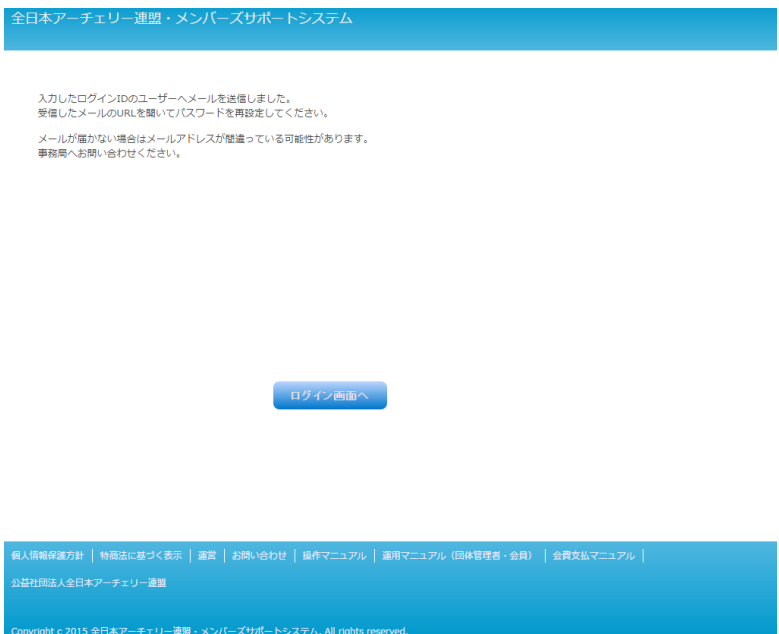 全日本アーチェリー連盟・メンバーズサポートシステム
入力したログインIDのユーザーへメールを送信しました。
受信したメールのURLを開いてパスワードを再設定してください。
メールが届かない場合はメールアドレスが間違っている可能性があります。
事務局へお問い合わせください。
ログイン画面へ
個人情報保護方針 | 特商法に基づく表示 | 運営 | お問い合わせ | 操作マニュアル | 運用マニュアル（団体管理者・会員） | 会費支払マニュアル |
公益社団法人全日本アーチェリー連盟
Copyright c 2015 全日本アーチェリー連盟・メンバーズサポートシステム, All rights reserved.